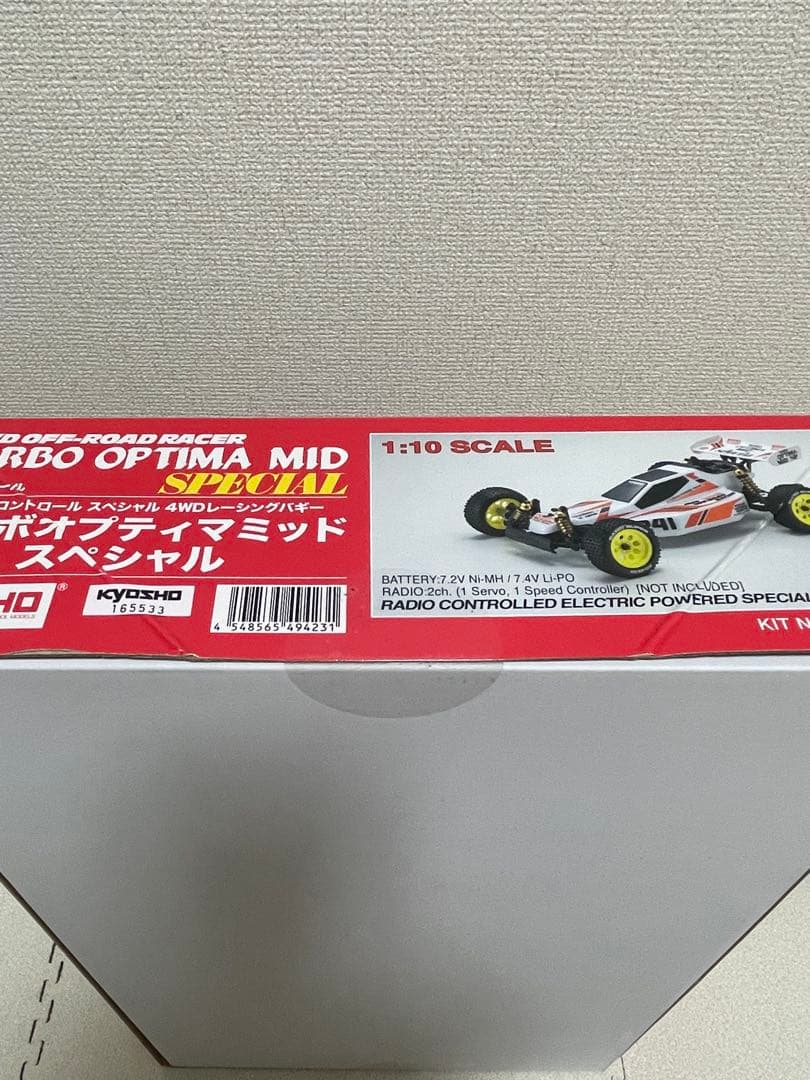 D OFF-ROAD RACER
RBO OPTIMA MID
SPECIAL
ール
コントロール スペシャル 4WDレーシングバギー
ボオプティマミッド
スペシャル
HO
®
KYOSHO
165533
4 548565 494231
1:10 SCALE
41
BATTERY:7.2V Ni-MH / 7.4V Li-PO
RADIO:2ch. (1 Servo, 1 Speed Controller) [NOT INCLUDED]
RADIO CONTROLLED ELECTRIC POWERED SPECIAL
KIT N